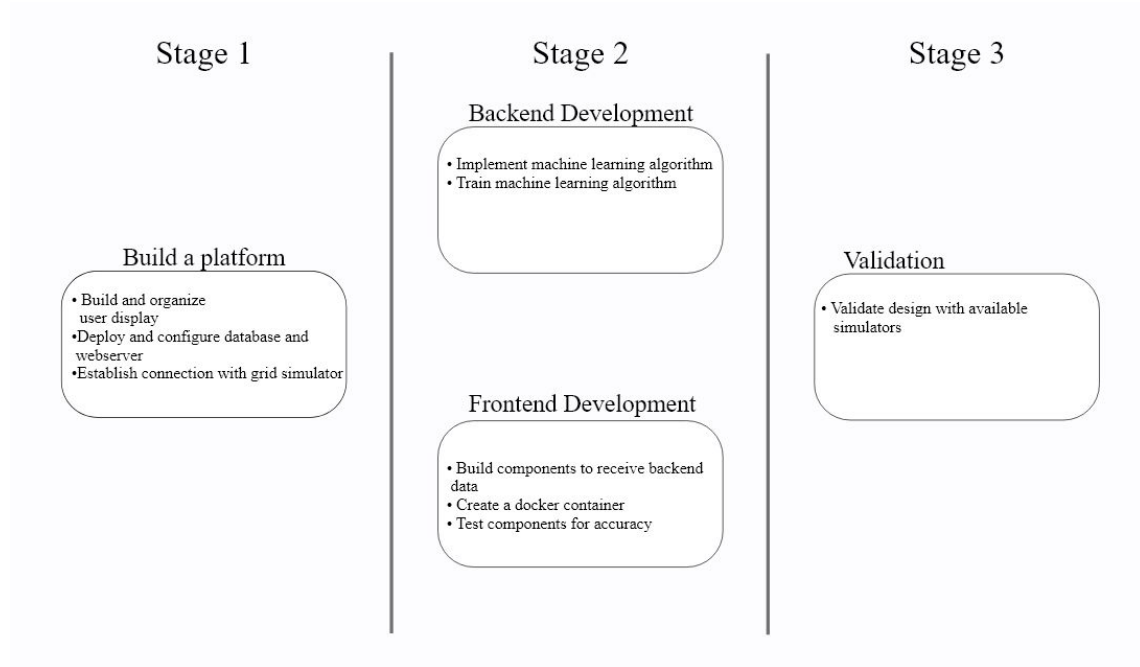 Stage 1
Build a platform
• Build and organize
user display
•Deploy and configure database and
webserver
•Establish connection with grid simulator
Stage 2
Backend Development
• Implement machine learning algorithm
• Train machine learning algorithm
Frontend Development
• Build components to receive backend
data
• Create a docker container
• Test components for accuracy
Stage 3
Validation
• Validate design with available
simulators